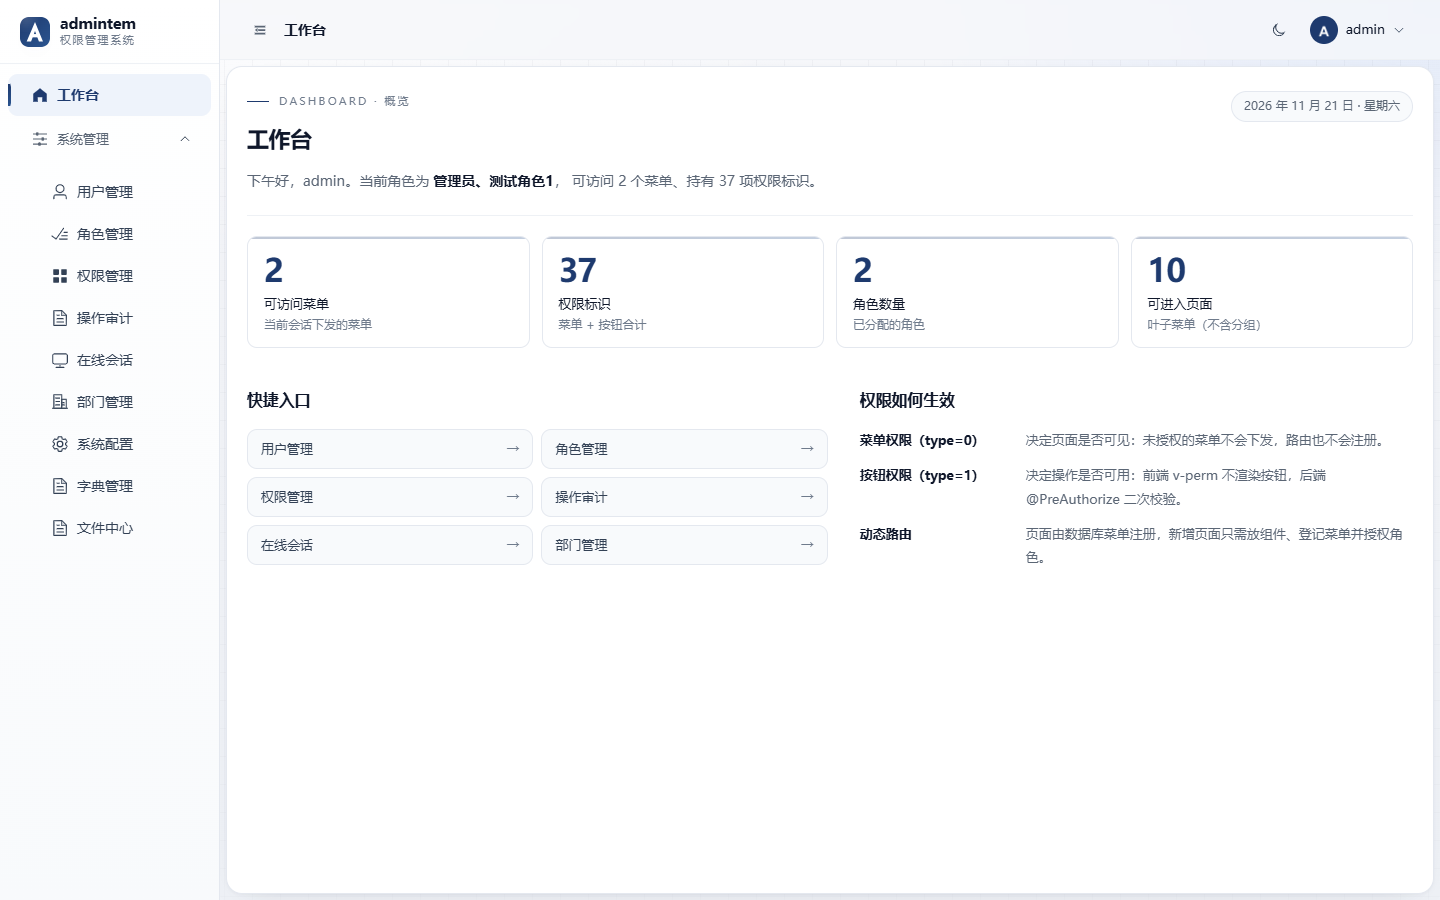 admintem
权限管理系统
工作台
系统管理
用户管理
角色管理
权限管理
操作审计
在线会话
部门管理
系统配置
字典管理
文件中心
工作台
A admin
DASHBOARD · 概览
2026 年 11 月 21 日 · 星期六
工作台
下午好，admin。当前角色为 管理员、测试角色1， 可访问 2 个菜单、持有 37 项权限标识。
2
可访问菜单
当前会话下发的菜单
37
权限标识
菜单 + 按钮合计
2
角色数量
已分配的角色
10
可进入页面
叶子菜单（不含分组）
快捷入口
用户管理 →
角色管理 →
权限管理 →
操作审计 →
在线会话 →
部门管理 →
权限如何生效
菜单权限（type=0）
决定页面是否可见：未授权的菜单不会下发，路由也不会注册。
按钮权限（type=1）
决定操作是否可用：前端 v-perm 不渲染按钮，后端
@PreAuthorize 二次校验。
动态路由
页面由数据库菜单注册，新增页面只需放组件、登记菜单并授权角
色。